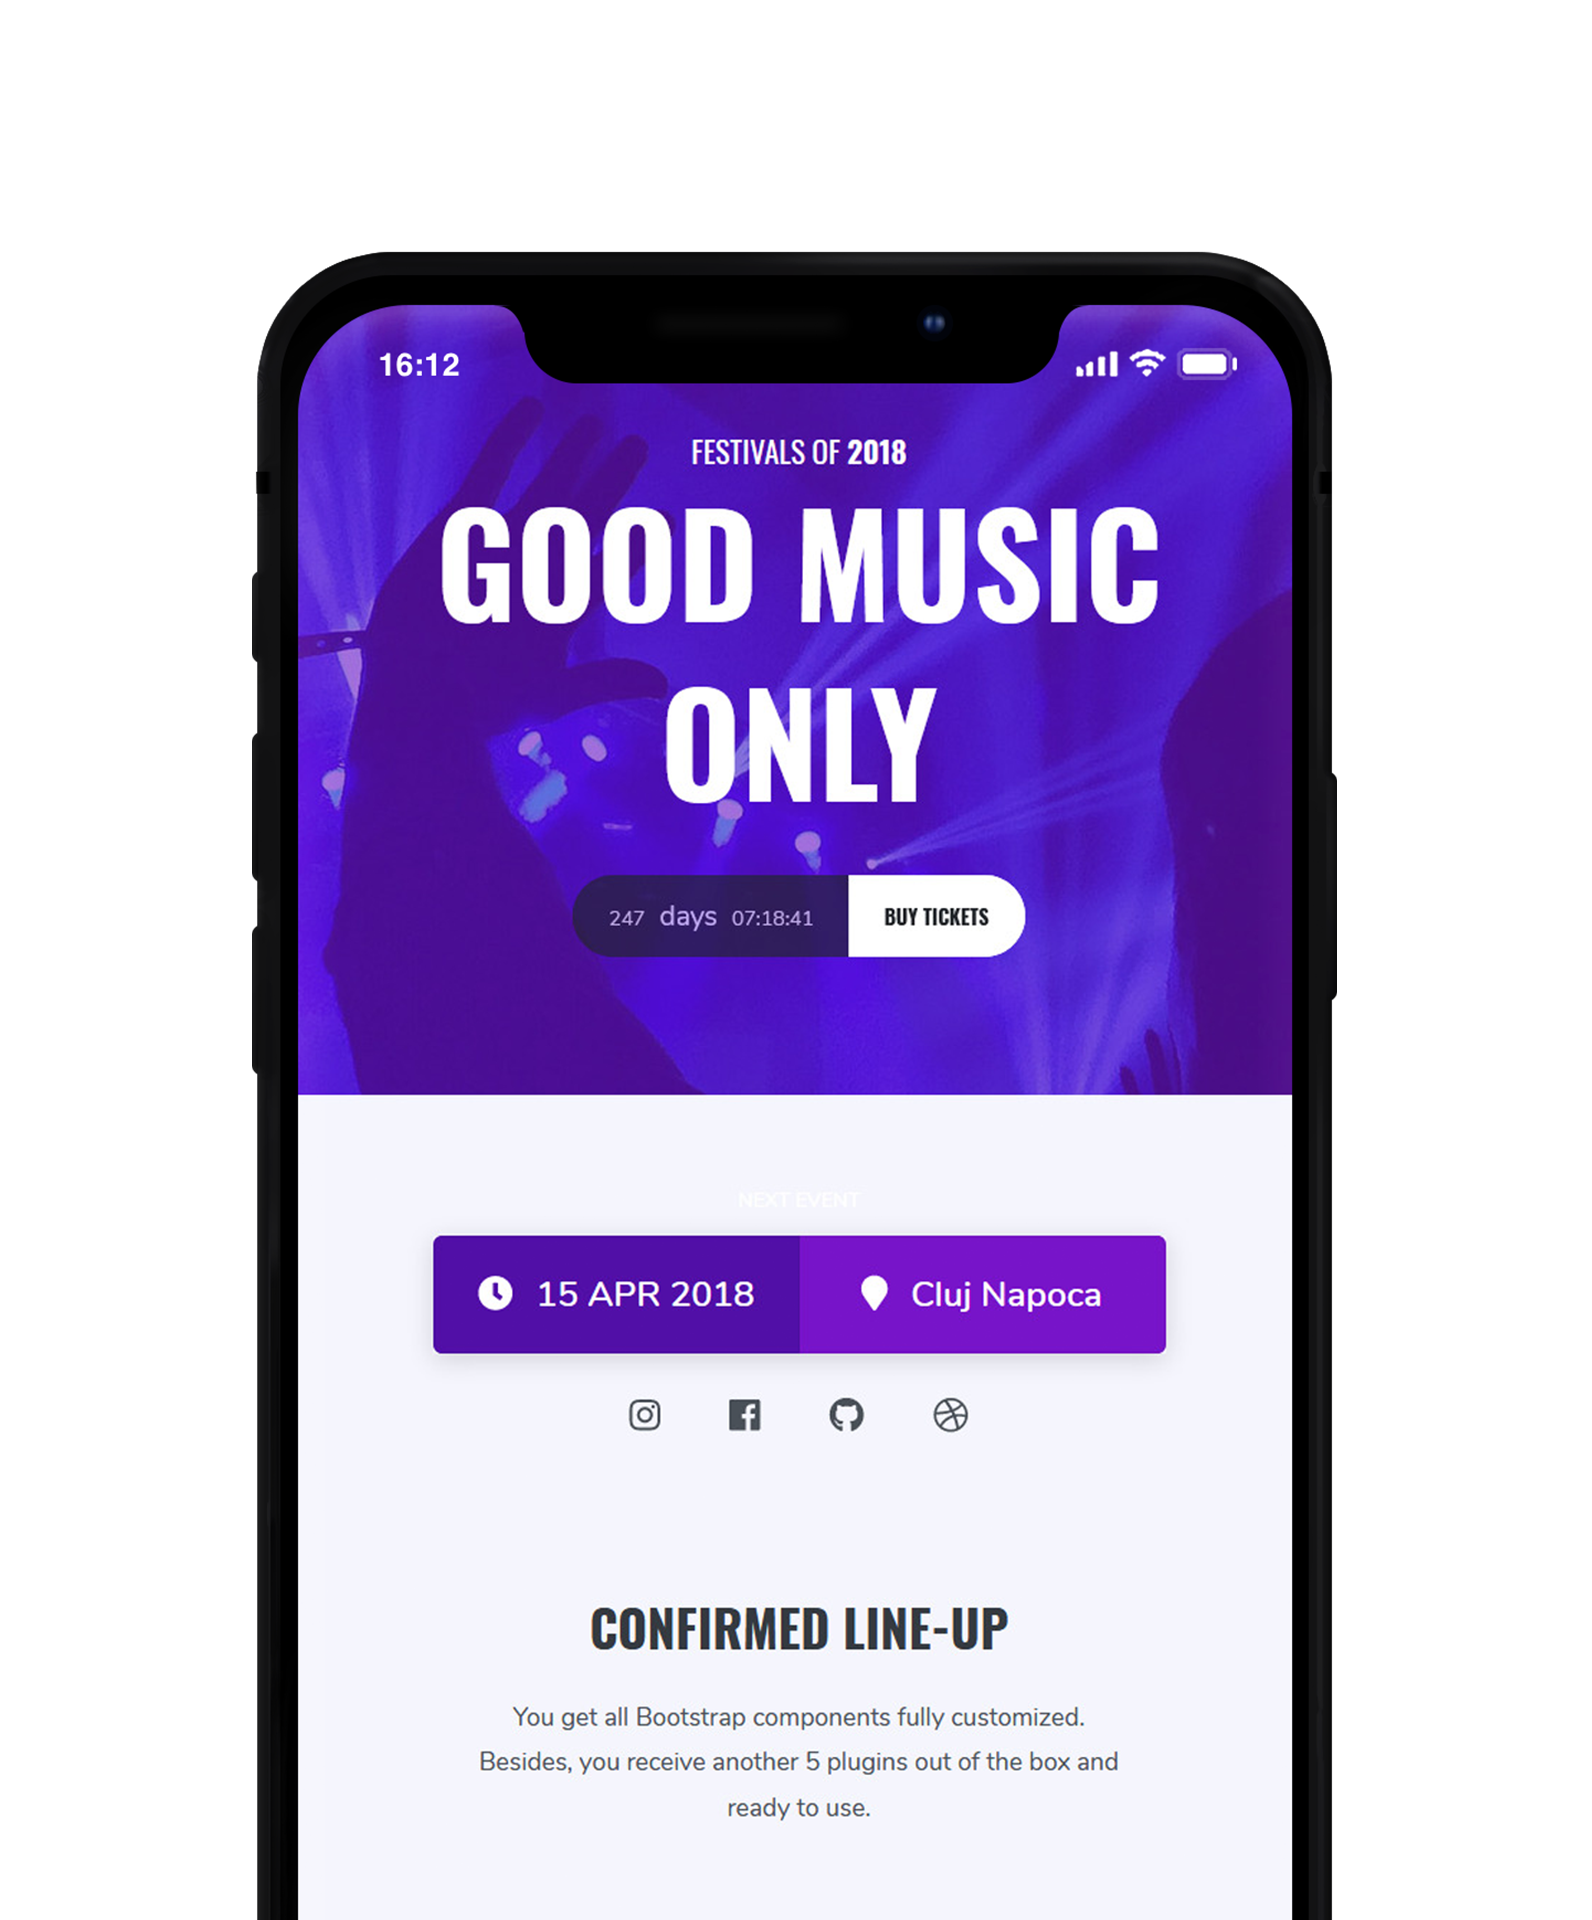 16:12
FESTIVALS OF 2018
GOOD MUSIC
ONLY
247 days 07:18:41 BUY TICKETS
NEXT EVENT
15 APR 2018 Cluj Napoca
CONFIRMED LINE-UP
You get all Bootstrap components fully customized.
Besides, you receive another 5 plugins out of the box and
ready to use.